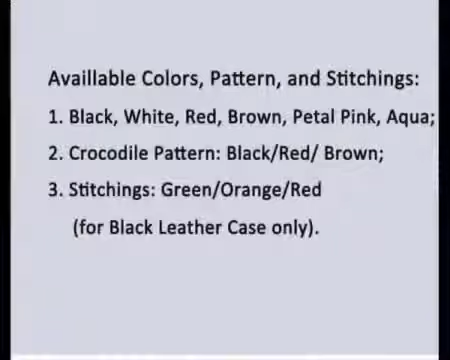 Availlable Colors, Pattern, and Stitchings:
1. Black, White, Red, Brown, Petal Pink, Aqua;
2. Crocodile Pattern: Black/Red/ Brown;
3. Stitchings: Green/Orange/Red
(for Black Leather Case only).